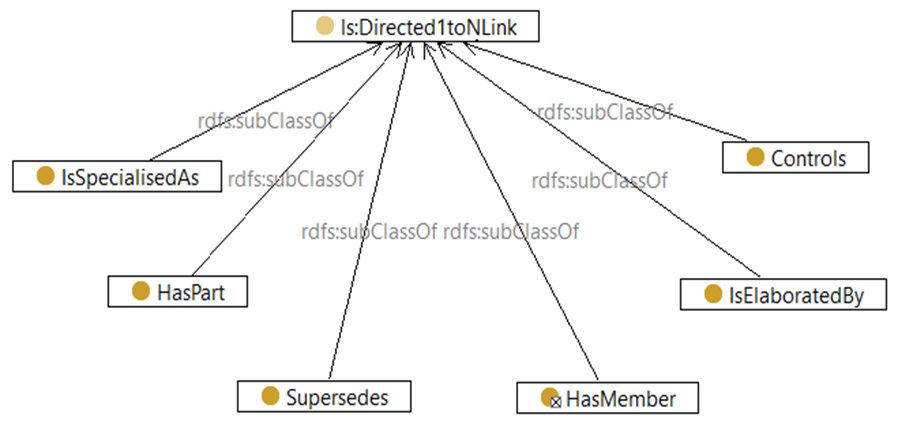 Is:Directed1toNLink
rdfs:subClassOf
rdfs:subClassOf
Controls
IsSpecialisedAs
rdfs:subClassOf
rdfs:subClassOf
rdfs:subClassOf
rdfs:subClassOf
HasPart
IsElaboratedBy
Supersedes
HasMember